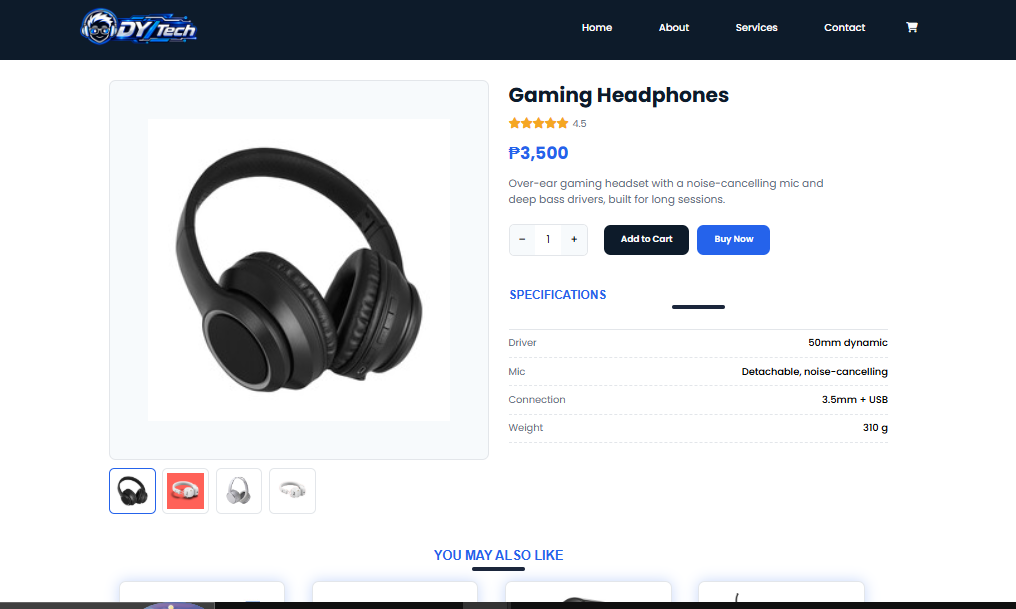 DY/Tech
Home
About
Services
Contact
Gaming Headphones
4.5
₱3,500
Over-ear gaming headset with a noise-cancelling mic and
deep bass drivers, built for long sessions.
− 1 +
Add to Cart
Buy Now
SPECIFICATIONS
Driver 50mm dynamic
Mic Detachable, noise-cancelling
Connection 3.5mm + USB
Weight 310 g
YOU MAY ALSO LIKE